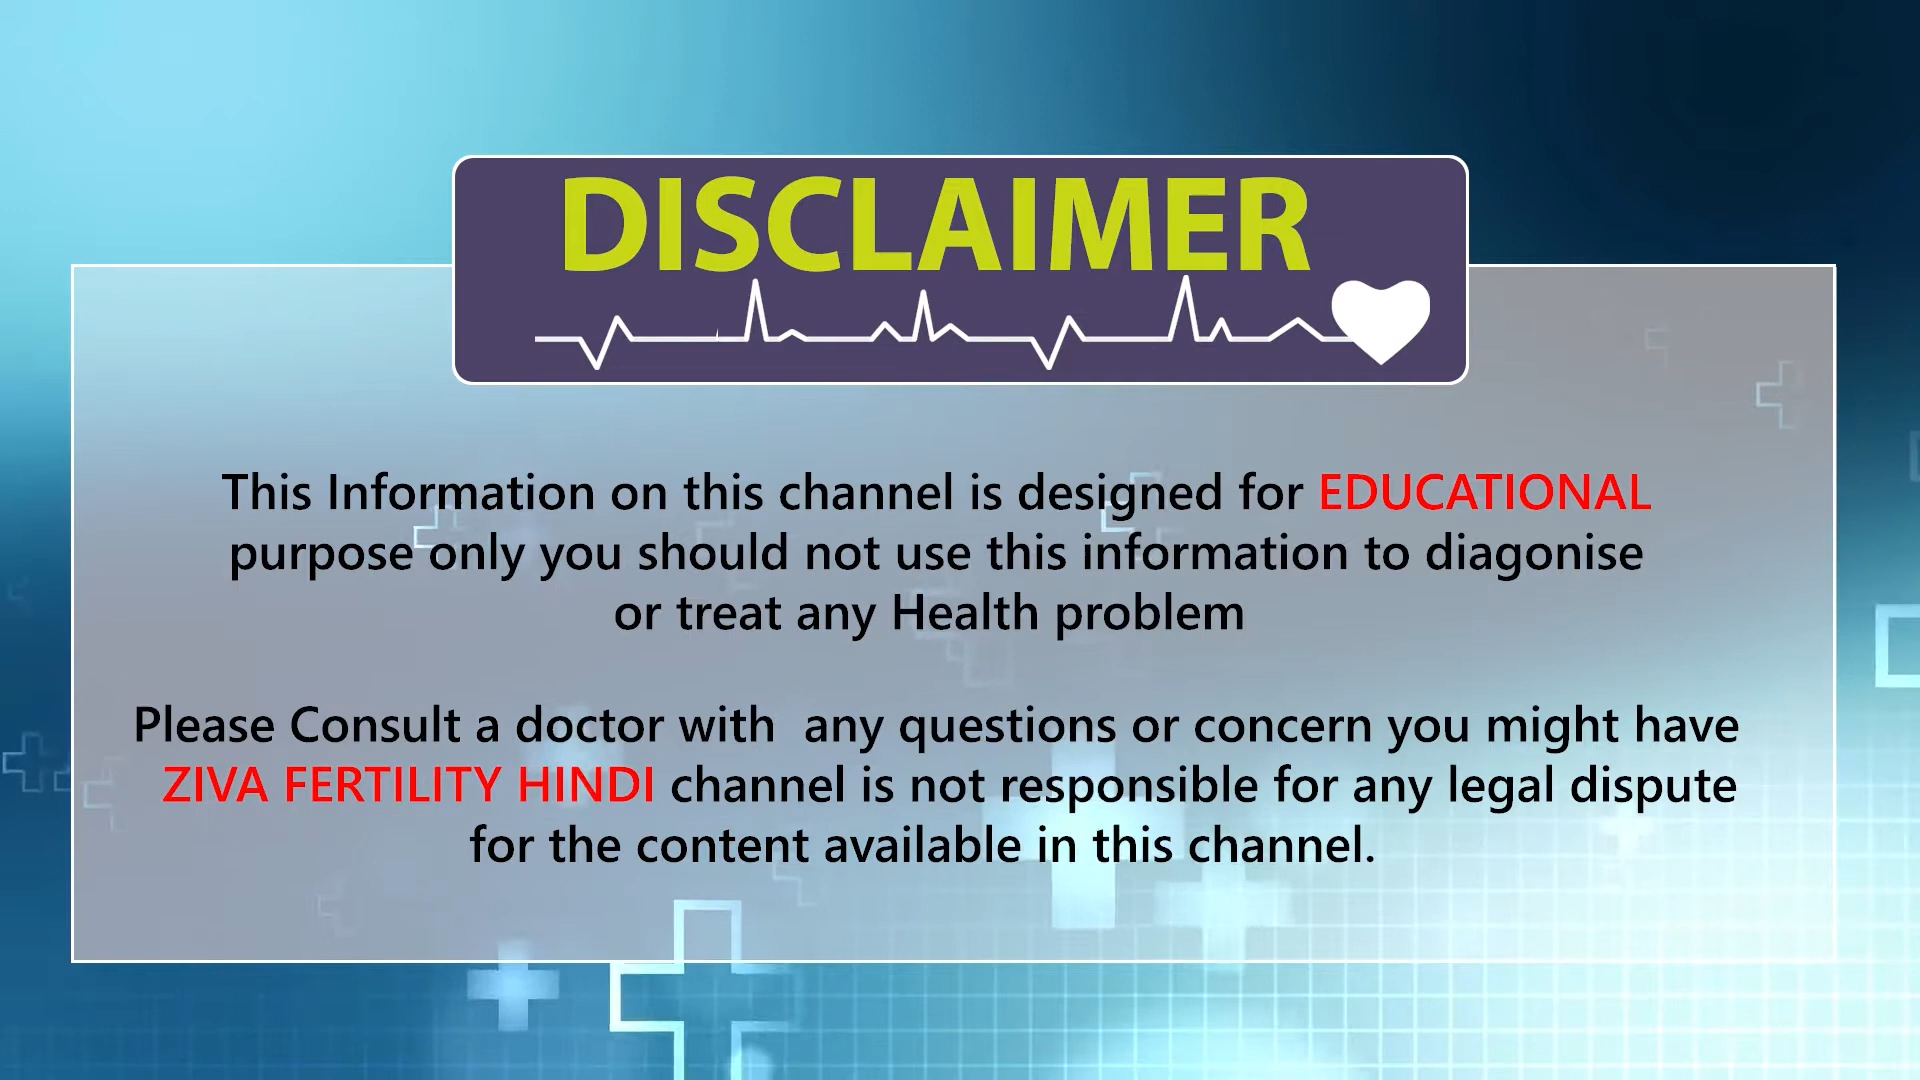 DISCLAIMER
This Information on this channel is designed for EDUCATIONAL
purpose only you should not use this information to diagonise
or treat any Health problem
Please Consult a doctor with  any questions or concern you might have
ZIVA FERTILITY HINDI channel is not responsible for any legal dispute
for the content available in this channel.